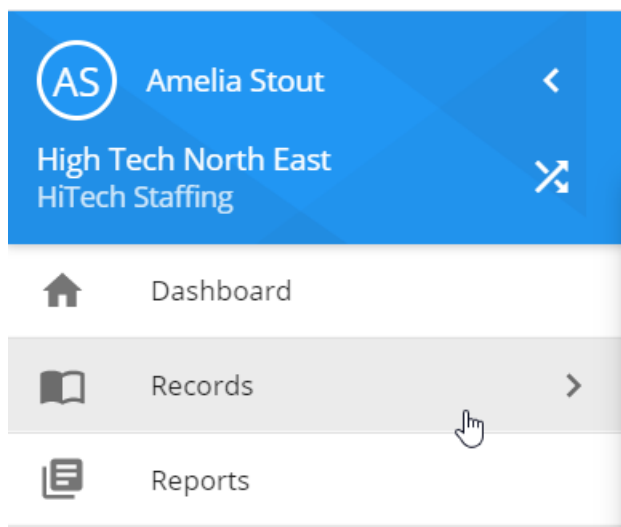 AS
Amelia Stout
High Tech North East
HiTech Staffing
Dashboard
Records
Reports